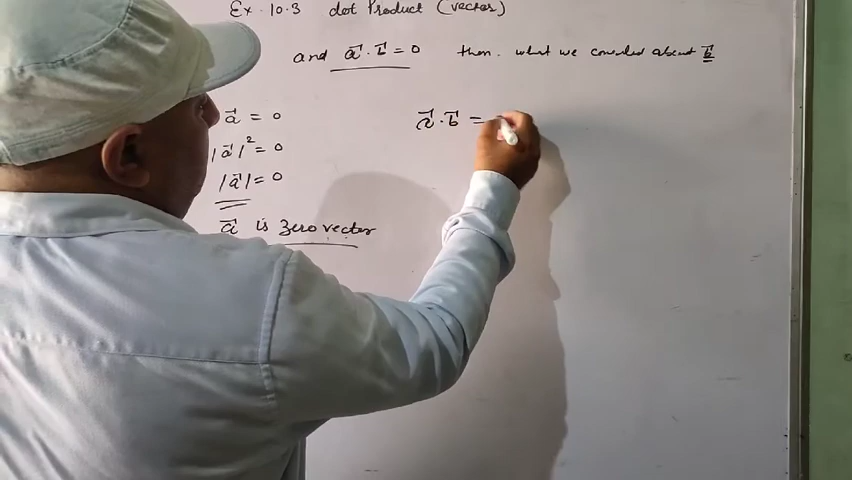 Ex-10.3 dot Product (vector)
and a⃗ · b⃗ = 0 then what we about b⃗
a⃗ = 0
|a⃗|² = 0
|a⃗| = 0
a⃗ is zero vector
a⃗ · b⃗ =